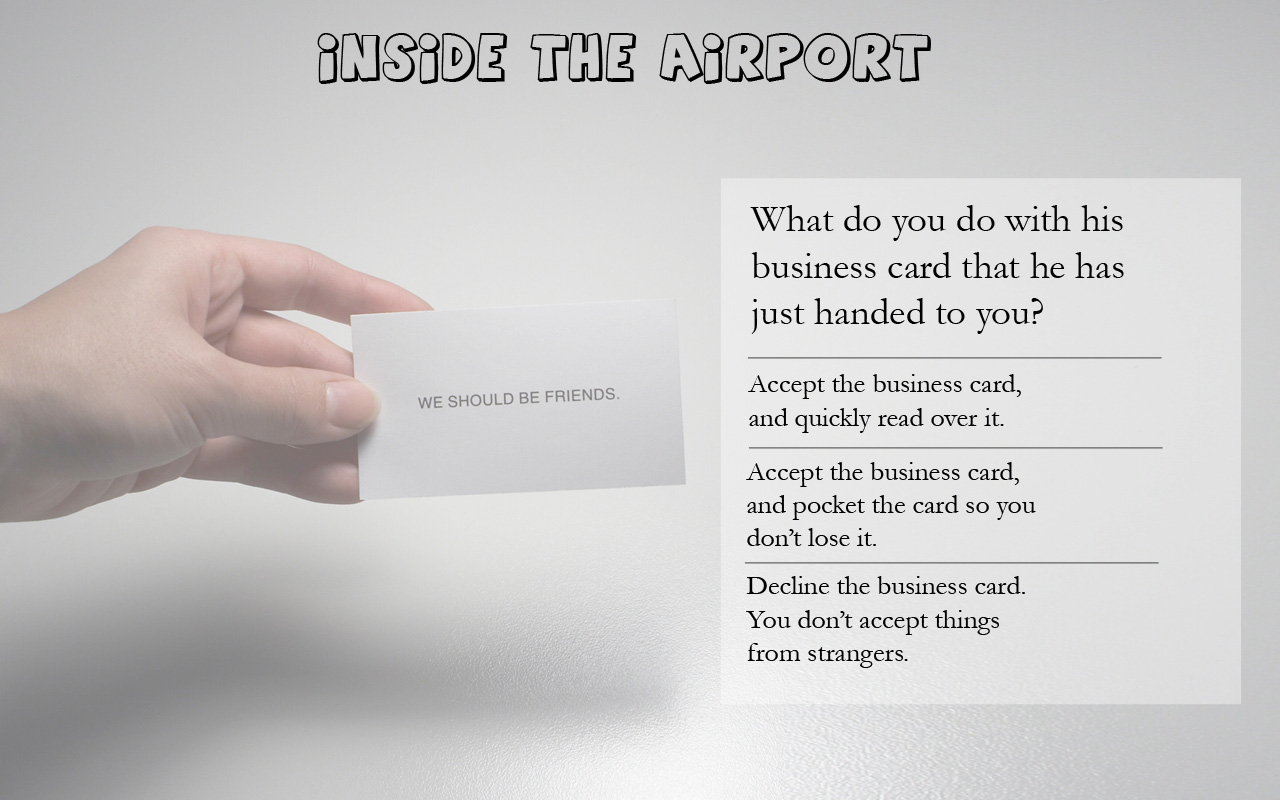 INSIDE THE AIRPORT
WE SHOULD BE FRIENDS.
What do you do with his
business card that he has
just handed to you?
Accept the business card,
and quickly read over it.
Accept the business card,
and pocket the card so you
don’t lose it.
Decline the business card.
You don’t accept things
from strangers.